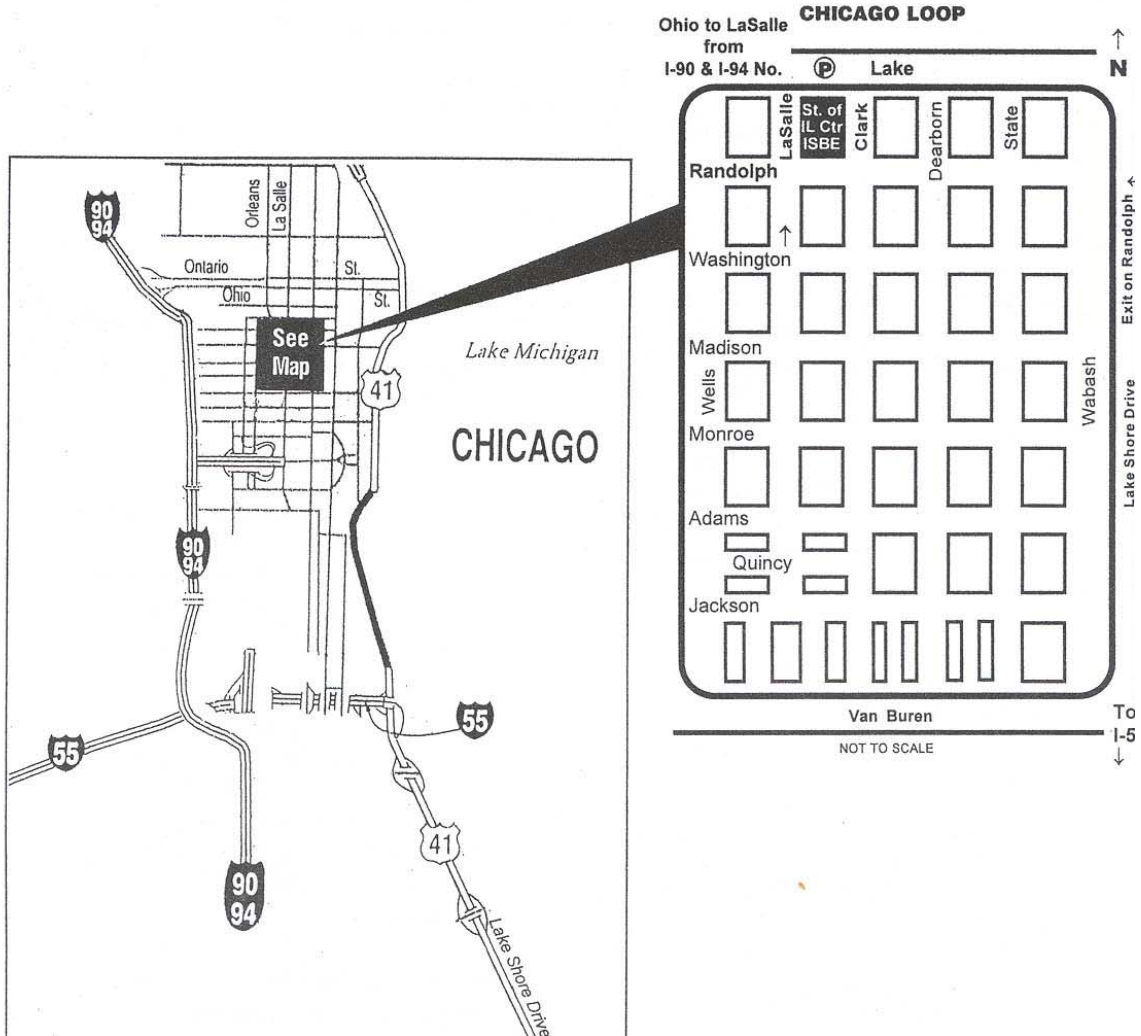 CHICAGO LOOP
Ohio to LaSalle
from
I-90 & I-94 No.
P
Lake
N
LaSalle
St. of
IL Ctr
ISBE
Clark
Dearborn
State
Randolph
Washington
Madison
Wells
Monroe
Adams
Quincy
Jackson
Wabash
Exit on Randolph
Lake Shore Drive
Van Buren
NOT TO SCALE
To
I-5
90
94
Orleans
La Salle
Ontario
St.
Ohio
St.
See
Map
Lake Michigan
41
CHICAGO
90
94
55
55
41
90
94
Lake Shore Drive